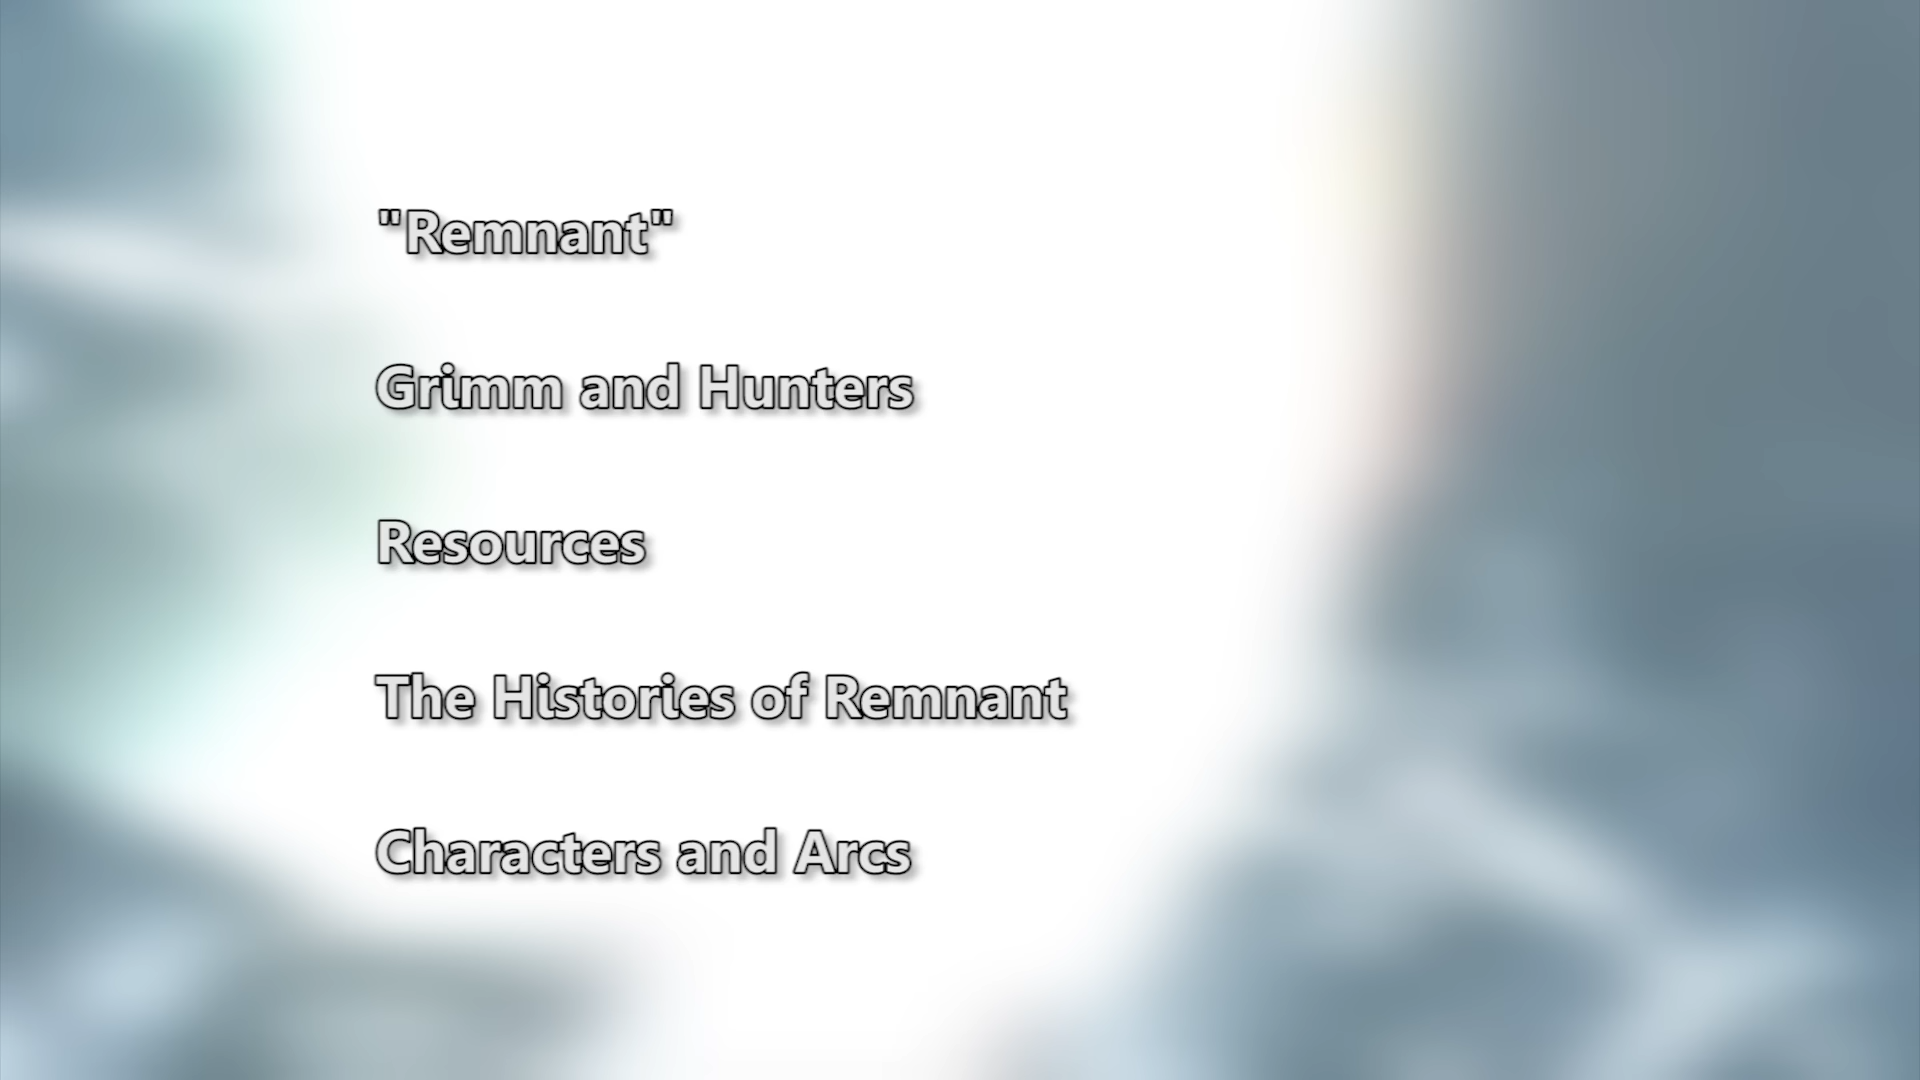 "Remnant"
Grimm and Hunters
Resources
The Histories of Remnant
Characters and Arcs